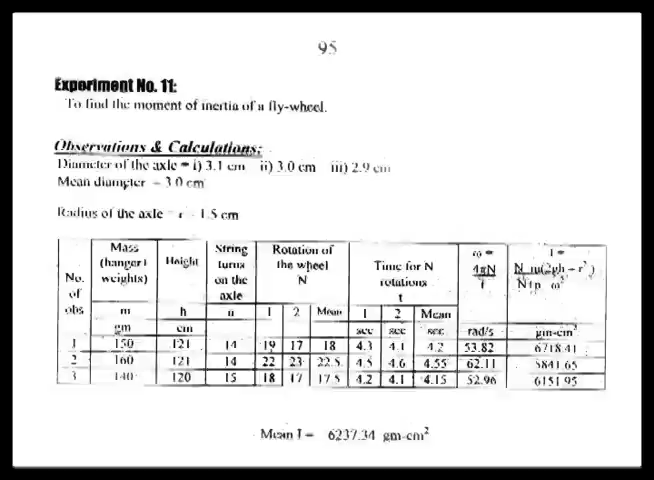 95
Experiment No. 11:
To find the moment of inertia of a fly-wheel.
Observations & Calculations:
Diameter of the axle = i) 3.1 cm ii) 3.0 cm iii) 2.9 cm
Mean diameter = 3.0 cm
Radius of the axle = r = 1.5 cm
No. of obs Mass (hanger+ weights) Height String turns on the axle Rotation of the wheel N Time for N rotations t ω = 4πN t I =
m h n 1 2 Mean 1 2 Mean
gm cm sec sec sec rad/s gm-cm²
1 150 121 14 19 17 18 4.3 4.1 4.2 53.82 6718.41
2 160 121 14 22 23 22.5 4.5 4.6 4.55 62.11 5841.65
3 140 120 15 18 17 17.5 4.2 4.1 4.15 52.96 6151.95
Mean I = 6237.34 gm-cm²